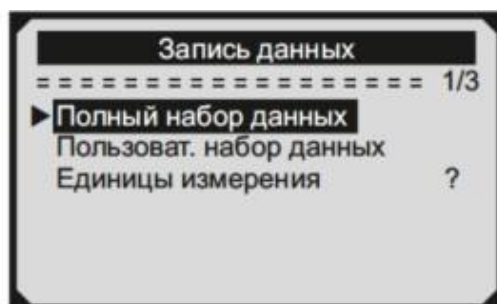 Запись данных
= = = = = = = = = = = = = = = = = = 1/3
▶Полный набор данных
Пользоват. набор данных
Единицы измерения ?